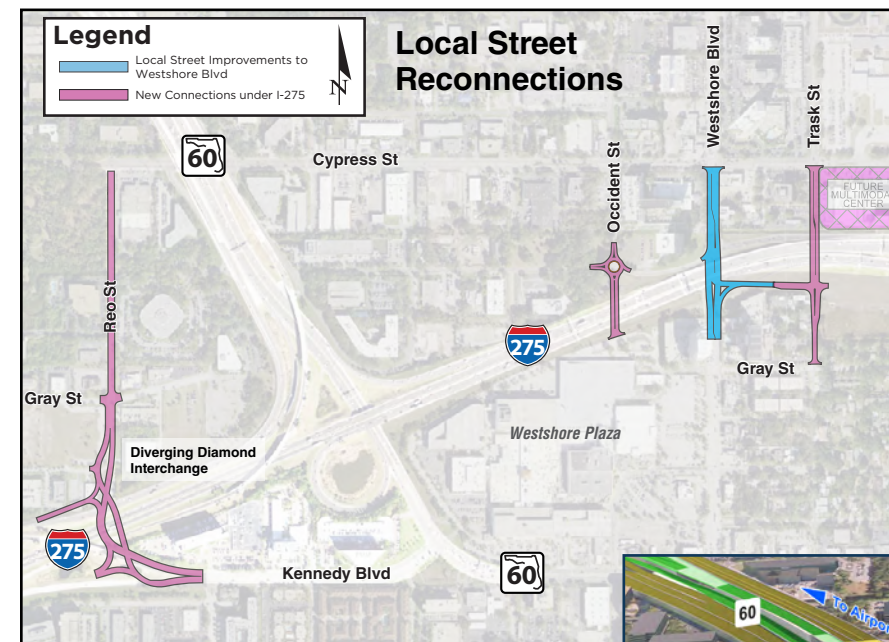 Legend
Local Street Improvements to
Westshore Blvd
New Connections under I-275
N
Local Street
Reconnections
60
Cypress St
Occident St
Westshore Blvd
Trask St
FUTURE
MULTIMODAL
CENTER
Reo St
275
Gray St
Gray St
Westshore Plaza
Diverging Diamond
Interchange
275
Kennedy Blvd
60
60
To Airport